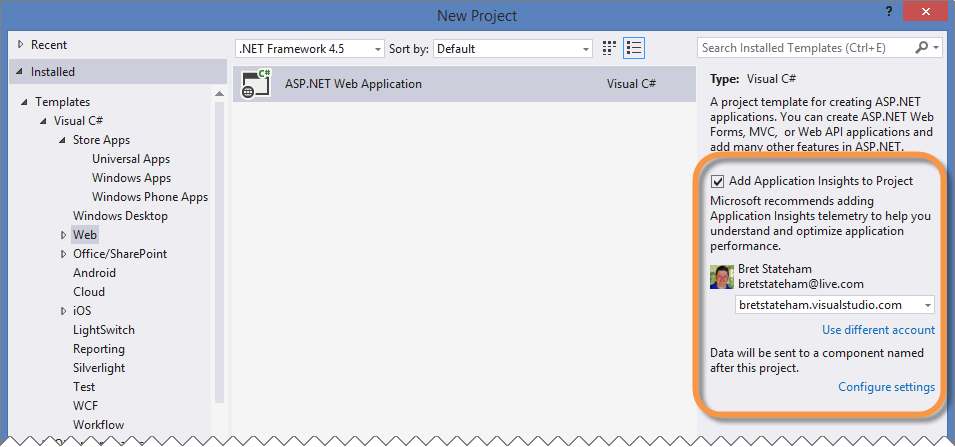 New Project
?
Recent
Installed
Templates
Visual C#
Store Apps
Universal Apps
Windows Apps
Windows Phone Apps
Windows Desktop
Web
Office/SharePoint
Android
Cloud
iOS
LightSwitch
Reporting
Silverlight
Test
WCF
Workflow
.NET Framework 4.5
Sort by:
Default
C#
ASP.NET Web Application
Visual C#
Search Installed Templates (Ctrl+E)
Type: Visual C#
A project template for creating ASP.NET
applications. You can create ASP.NET Web
Forms, MVC, or Web API applications and
add many other features in ASP.NET.
Add Application Insights to Project
Microsoft recommends adding
Application Insights telemetry to help you
understand and optimize application
performance.
Bret Stateham
bretstateham@live.com
bretstateham.visualstudio.com
Use different account
Data will be sent to a component named
after this project.
Configure settings